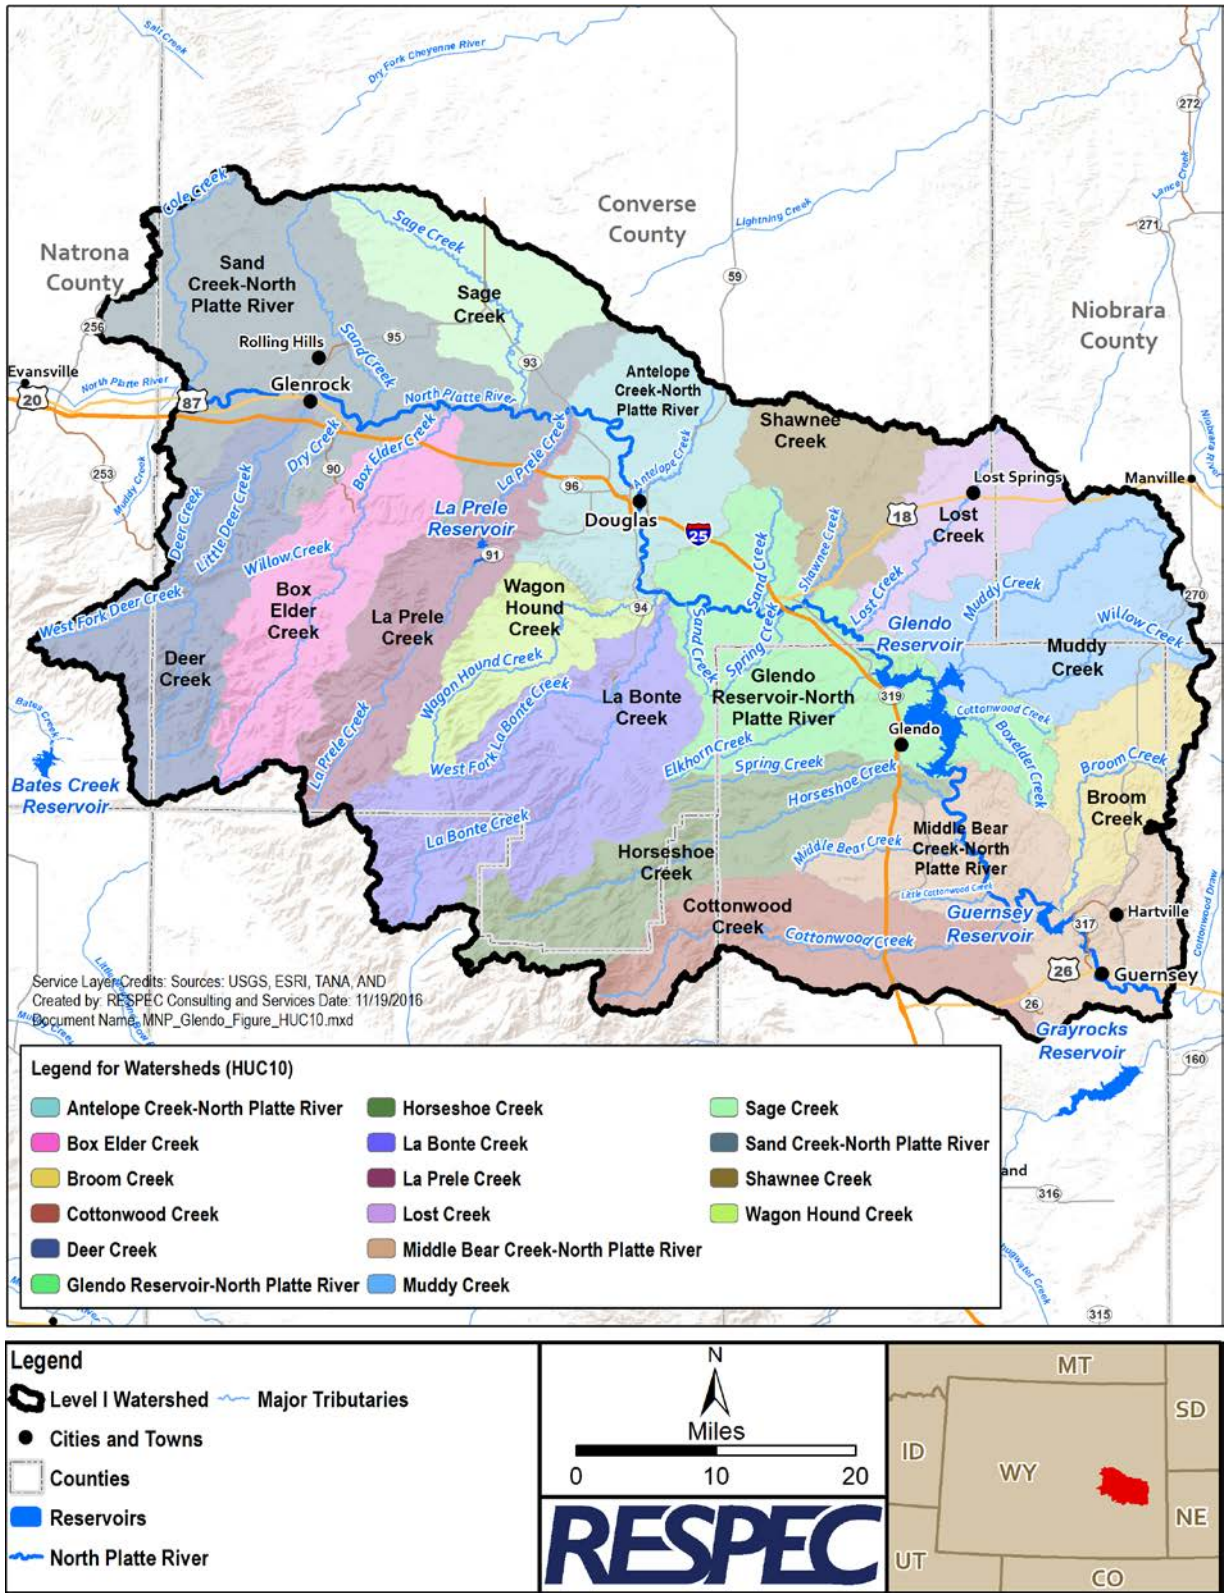 Salt Creek
Dry Fork Cheyenne River
272
Lance Creek
Cole Creek
Converse
County
Lightning Creek
271
Natrona
County
Sand
Creek-North
Platte River
Sage Creek
Sage
Creek
59
Niobrara
County
256
Rolling Hills
95
Sand Creek
93
Antelope
Creek-North
Platte River
Evansville
20
North Platte River
87
Glenrock
North Platte River
Shawnee
Creek
Niobrara River
Dry Creek
Box Elder Creek
La Prele Creek
Antelope Creek
253
Muddy Creek
90
96
Lost Springs
Manville
Deer Creek
Little Deer Creek
La Prele
Reservoir
Douglas
25
18
Lost
Creek
91
Willow Creek
Sand Creek
Shawnee Creek
West Fork Deer Creek
Box
Elder
Creek
La Prele
Creek
Wagon
Hound
Creek
94
Lost Creek
Muddy Creek
270
Willow Creek
Glendo
Reservoir
Sand Creek
Spring Creek
Muddy
Creek
Deer
Creek
Wagon Hound Creek
La Bonte
Creek
Glendo
Reservoir-North
Platte River
319
Bates Creek
Cottonwood Creek
Boxelder Creek
Glendo
La Prele Creek
West Fork La Bonte Creek
Elkhorn Creek
Spring Creek
Broom Creek
Bates Creek
Reservoir
Horseshoe Creek
Broom
Creek
La Bonte Creek
Middle Bear
Creek-North
Platte River
Middle Bear Creek
Horseshoe
Creek
Little Cottonwood Creek
Cottonwood
Creek
Guernsey
Reservoir
Hartville
317
Cottonwood Draw
Cottonwood Creek
26
Guernsey
Service Layer Credits: Sources: USGS, ESRI, TANA, AND
Created by: RESPEC Consulting and Services Date: 11/19/2016
Document Name: MNP_Glendo_Figure_HUC10.mxd
26
Grayrocks
Reservoir
160
Legend for Watersheds (HUC10)
Antelope Creek-North Platte River
Horseshoe Creek
Sage Creek
Box Elder Creek
La Bonte Creek
Sand Creek-North Platte River
Broom Creek
La Prele Creek
Shawnee Creek
Cottonwood Creek
Lost Creek
Wagon Hound Creek
Deer Creek
Middle Bear Creek-North Platte River
Glendo Reservoir-North Platte River
Muddy Creek
and
316
315
Legend
Level I Watershed
Major Tributaries
Cities and Towns
Counties
Reservoirs
North Platte River
N
Miles
0 10 20
RESPEC
MT
SD
ID
WY
NE
UT
CO